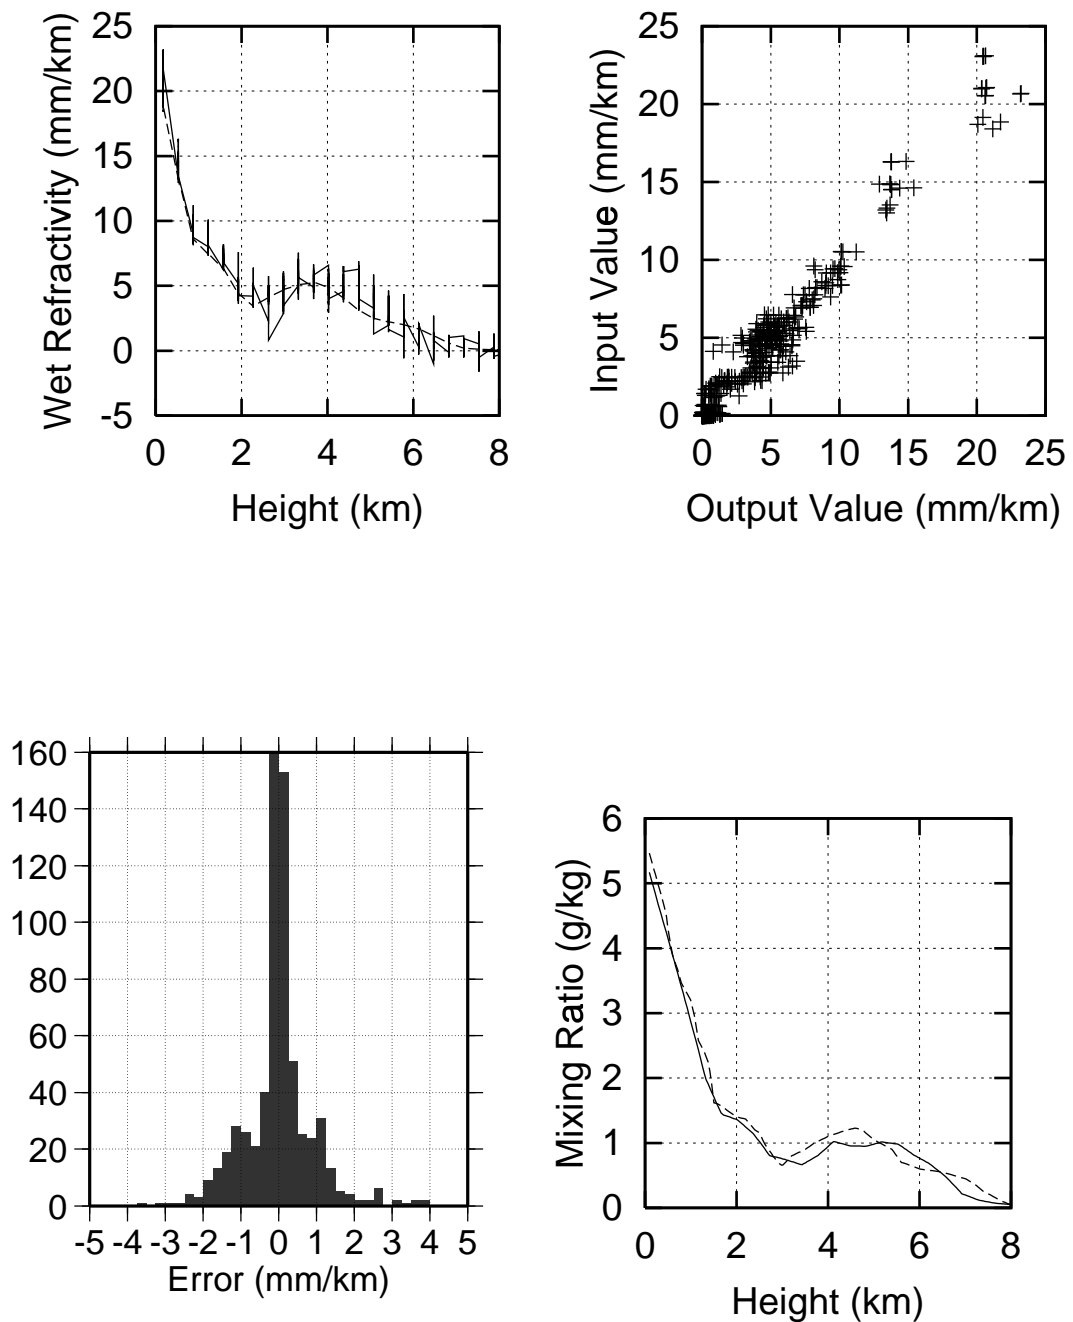 25
20
15
10
5
0
-5
Wet Refractivity (mm/km)
0 2 4 6 8
Height (km)
25
20
15
10
5
0
Input Value (mm/km)
0 5 10 15 20 25
Output Value (mm/km)
160
140
120
100
80
60
40
20
0
-5 -4 -3 -2 -1 0 1 2 3 4 5
Error (mm/km)
6
5
4
3
2
1
0
Mixing Ratio (g/kg)
0 2 4 6 8
Height (km)